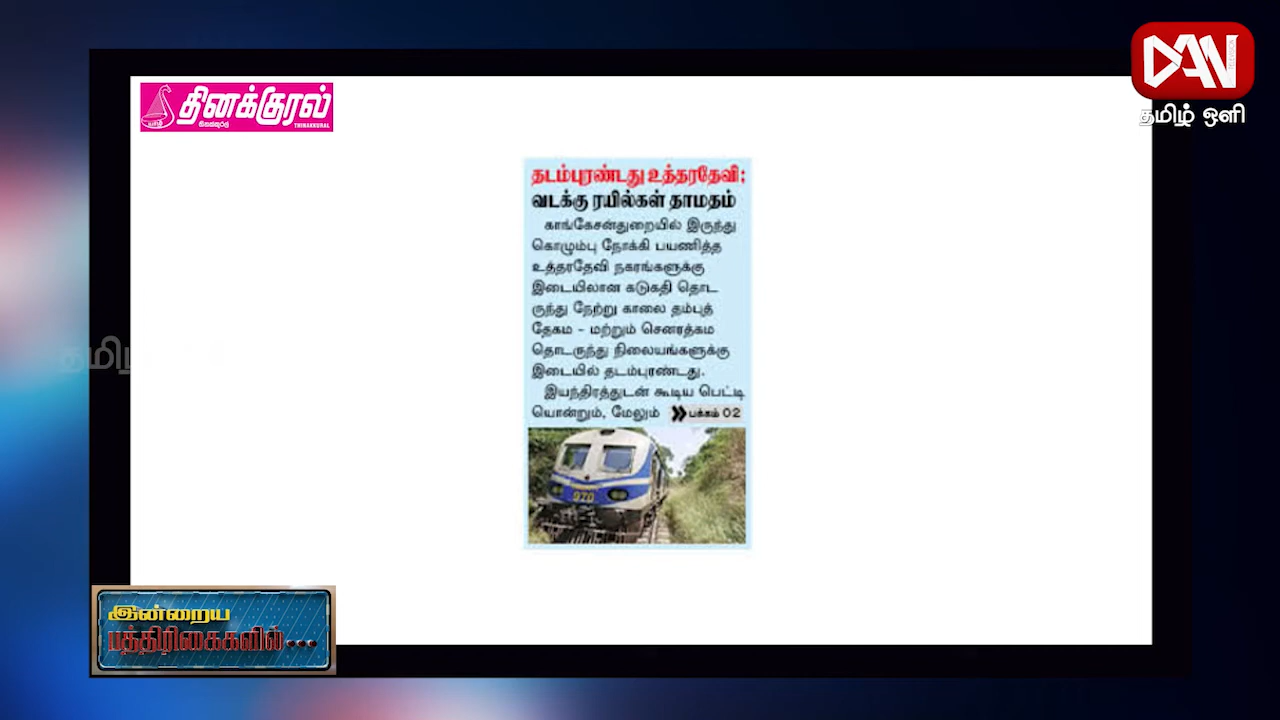 தினக்குரல்
THINAKKURAL
DAN
தமிழ் ஒளி
தடம்புரண்டது உத்தரதேவி;
வடக்கு ரயில்கள் தாமதம்
காங்கேசன்துறையில் இருந்து
கொழும்பு நோக்கி பயணித்த
உத்தரதேவி நகரங்களுக்கு
இடையிலான கடுகதி தொட
ருந்து நேற்று காலை தம்புத்
தேகம - மற்றும் செனரத்கம
தொடருந்து நிலையங்களுக்கு
இடையில் தடம்புரண்டது.
இயந்திரத்துடன் கூடிய பெட்டி
யொன்றும், மேலும் பக்கம் 02
970
இன்றைய
பத்திரிகைகளில்...